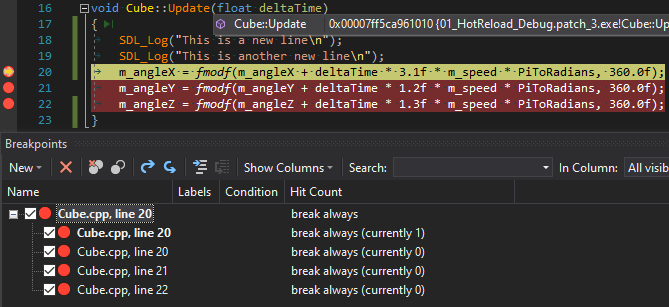 16
17 void Cube::Update(float deltaTime)
Cube::Update 0x00007ff5ca961010 {01_HotReload_Debug.patch_3.exe!Cube::Up
18 {
SDL_Log("This is a new line\n");
19 SDL_Log("This is another new line\n");
20 m_angleX = fmodf(m_angleX + deltaTime * 3.1f * m_speed * PiToRadians, 360.0f);
21 m_angleY = fmodf(m_angleY + deltaTime * 1.2f * m_speed * PiToRadians, 360.0f);
22 m_angleZ = fmodf(m_angleZ + deltaTime * 1.3f * m_speed * PiToRadians, 360.0f);
23 }
Breakpoints
New Show Columns Search: In Column: All visib
Name Labels Condition Hit Count
Cube.cpp, line 20 break always
Cube.cpp, line 20 break always (currently 1)
Cube.cpp, line 20 break always (currently 0)
Cube.cpp, line 21 break always (currently 0)
Cube.cpp, line 22 break always (currently 0)